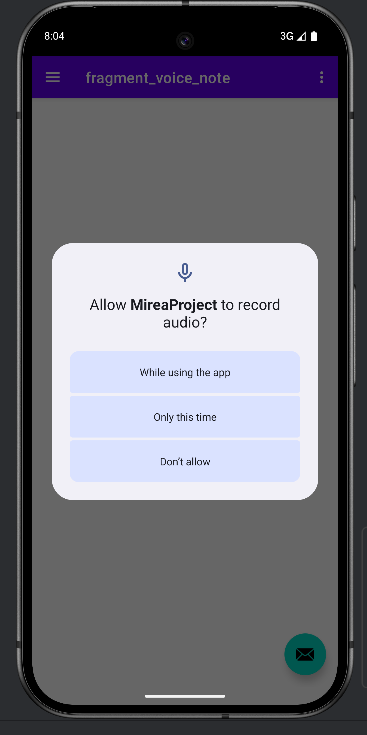 8:04
3G
fragment_voice_note
Allow MireaProject to record
audio?
While using the app
Only this time
Don't allow